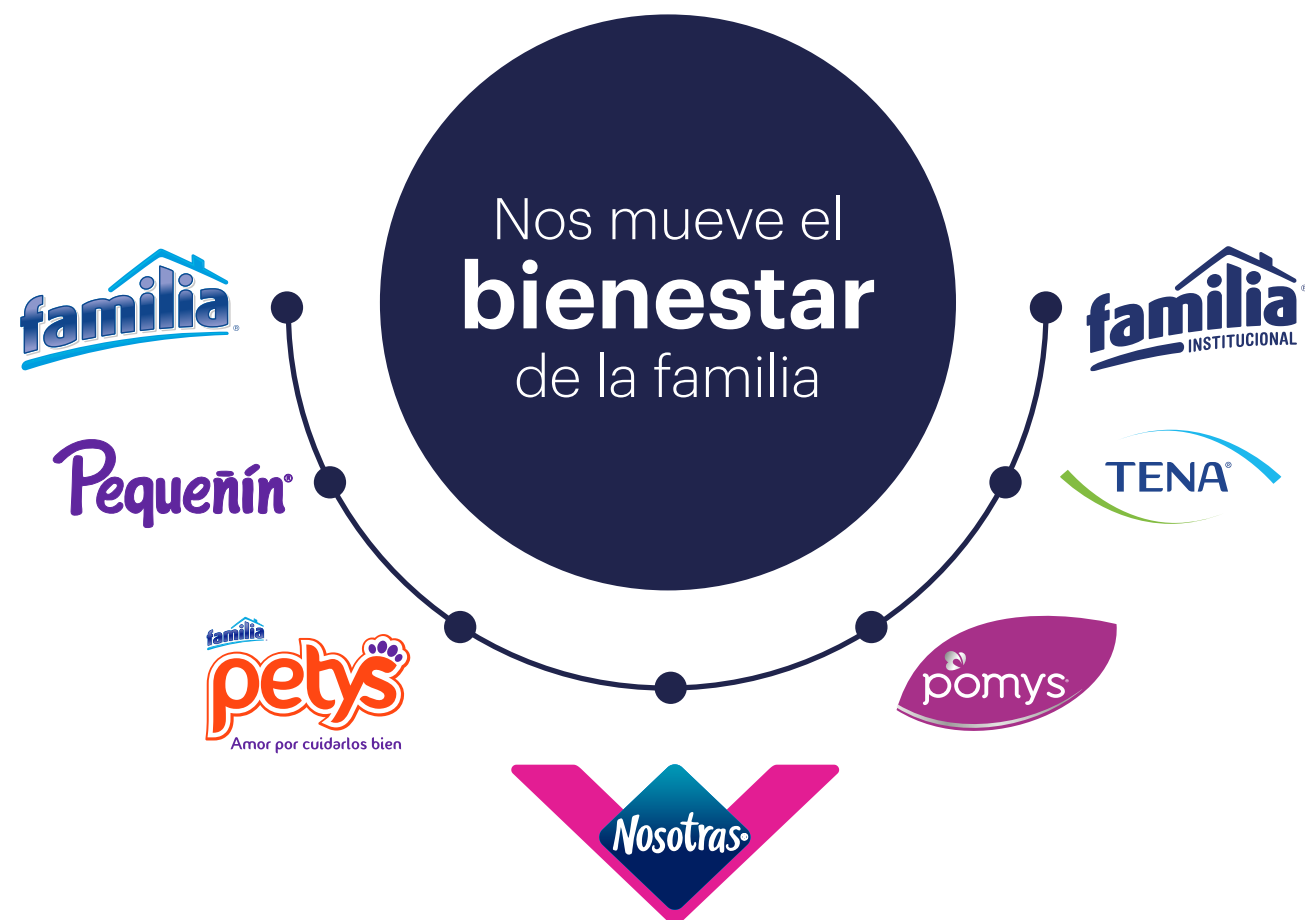 Nos mueve el
bienestar
de la familia
familia®
Pequeñín®
familia
petys
Amor por cuidarlos bien
Nosotras®
pomys
TENA®
familia®
INSTITUCIONAL